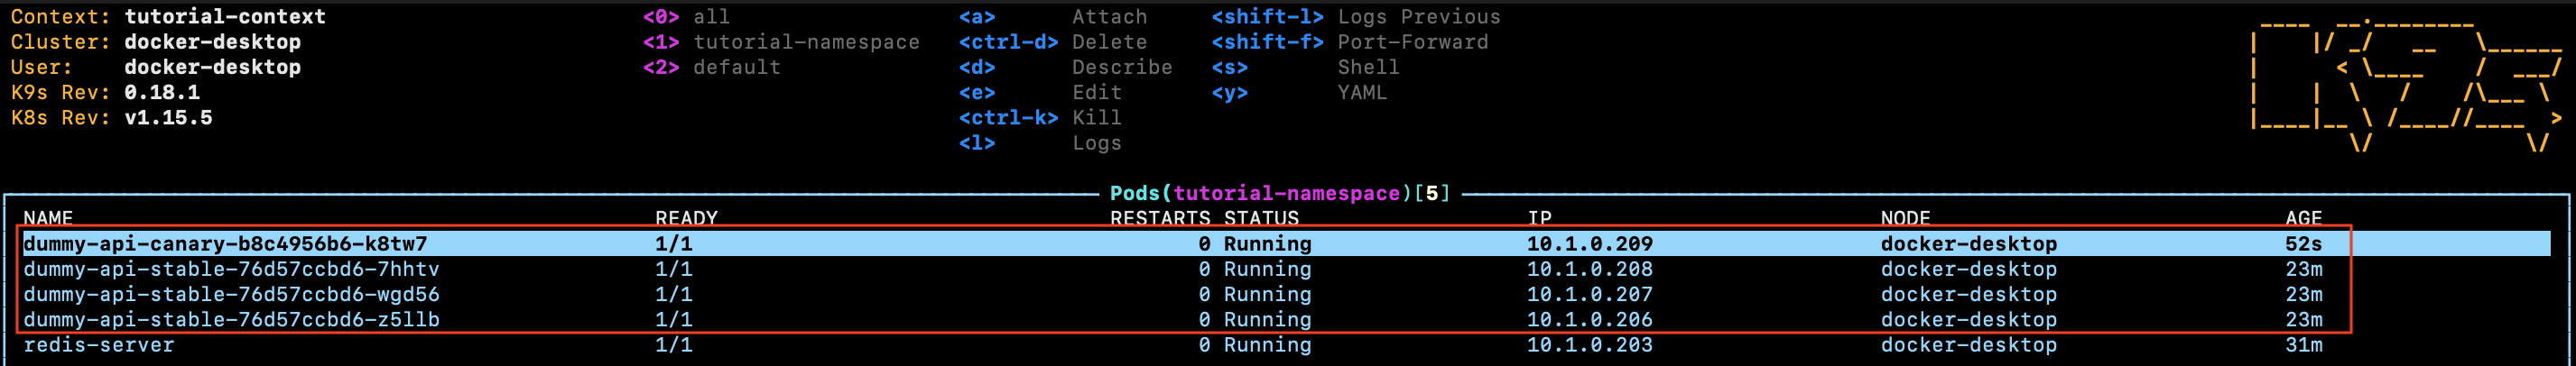 Context: tutorial-context <0> all <a> Attach <shift-l> Logs Previous
Cluster: docker-desktop <1> tutorial-namespace <ctrl-d> Delete <shift-f> Port-Forward
User: docker-desktop <2> default <d> Describe <s> Shell
K9s Rev: 0.18.1 <e> Edit <y> YAML
K8s Rev: v1.15.5 <ctrl-k> Kill
<l> Logs
Pods(tutorial-namespace)[5]
NAME READY RESTARTS STATUS IP NODE AGE
dummy-api-canary-b8c4956b6-k8tw7 1/1 0 Running 10.1.0.209 docker-desktop 52s
dummy-api-stable-76d57ccbd6-7hhtv 1/1 0 Running 10.1.0.208 docker-desktop 23m
dummy-api-stable-76d57ccbd6-wgd56 1/1 0 Running 10.1.0.207 docker-desktop 23m
dummy-api-stable-76d57ccbd6-z5llb 1/1 0 Running 10.1.0.206 docker-desktop 23m
redis-server 1/1 0 Running 10.1.0.203 docker-desktop 31m